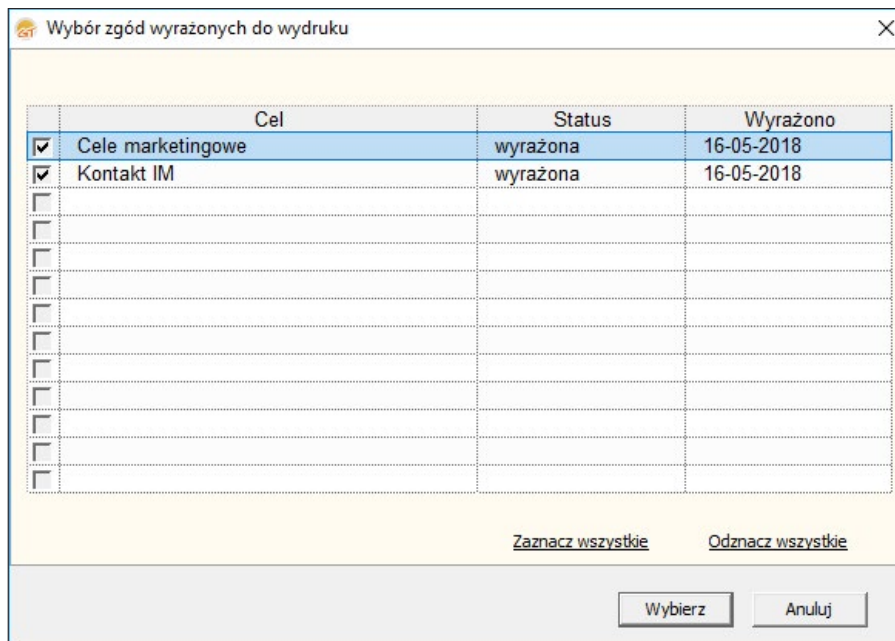 Wybór zgód wyrażonych do wydruku
Cel Status Wyrażono
Cele marketingowe wyrażona 16-05-2018
Kontakt IM wyrażona 16-05-2018
Zaznacz wszystkie Odznacz wszystkie
Wybierz Anuluj